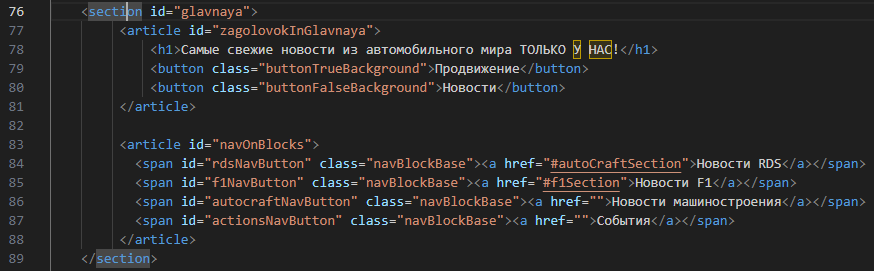 76 <section id="glavnaya">
77 <article id="zagolovokInGlavnaya">
78 <h1>Самые свежие новости из автомобильного мира ТОЛЬКО У НАС!</h1>
79 <button class="buttonTrueBackground">Продвижение</button>
80 <button class="buttonFalseBackground">Новости</button>
81 </article>
82
83 <article id="navOnBlocks">
84 <span id="rdsNavButton" class="navBlockBase"><a href="#autoCraftSection">Новости RDS</a></span>
85 <span id="f1NavButton" class="navBlockBase"><a href="#f1Section">Новости F1</a></span>
86 <span id="autocraftNavButton" class="navBlockBase"><a href="">Новости машиностроения</a></span>
87 <span id="actionsNavButton" class="navBlockBase"><a href="">События</a></span>
88 </article>
89 </section>